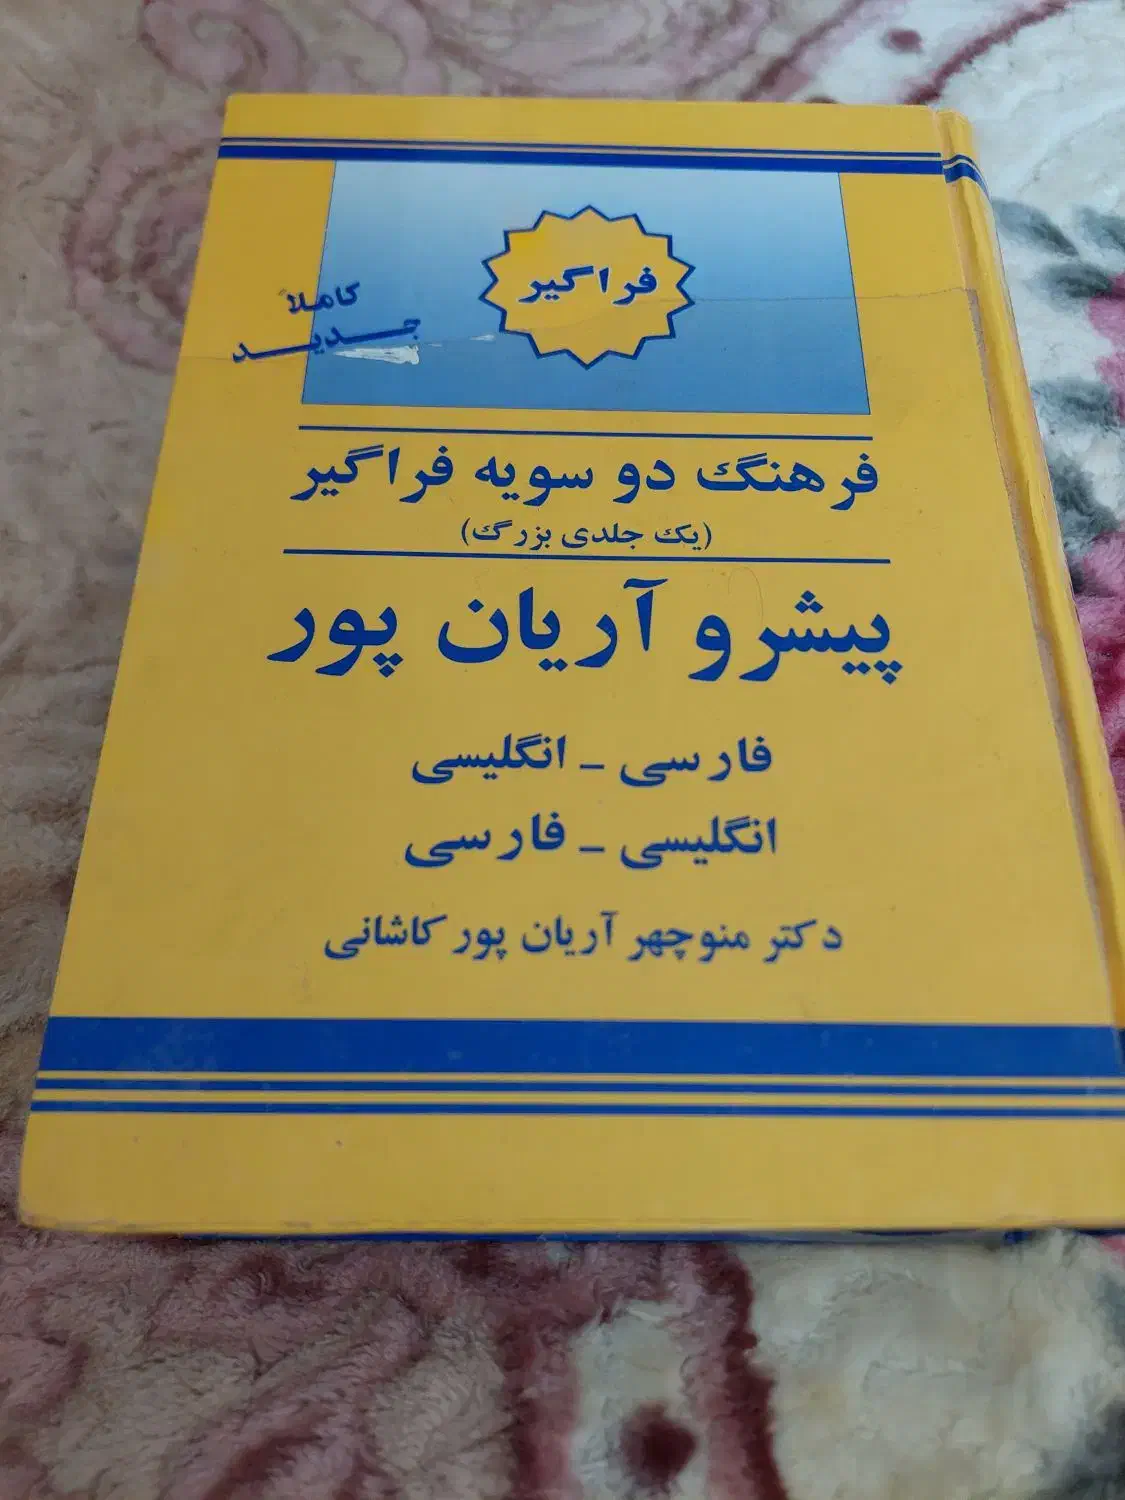 فراگیر
کاملا
جدید
فرهنگ دو سویه فراگیر
(یک جلدی بزرگ)
پیشرو آریان پور
فارسی - انگلیسی
انگلیسی - فارسی
دکتر منوچهر آریان پور کاشانی